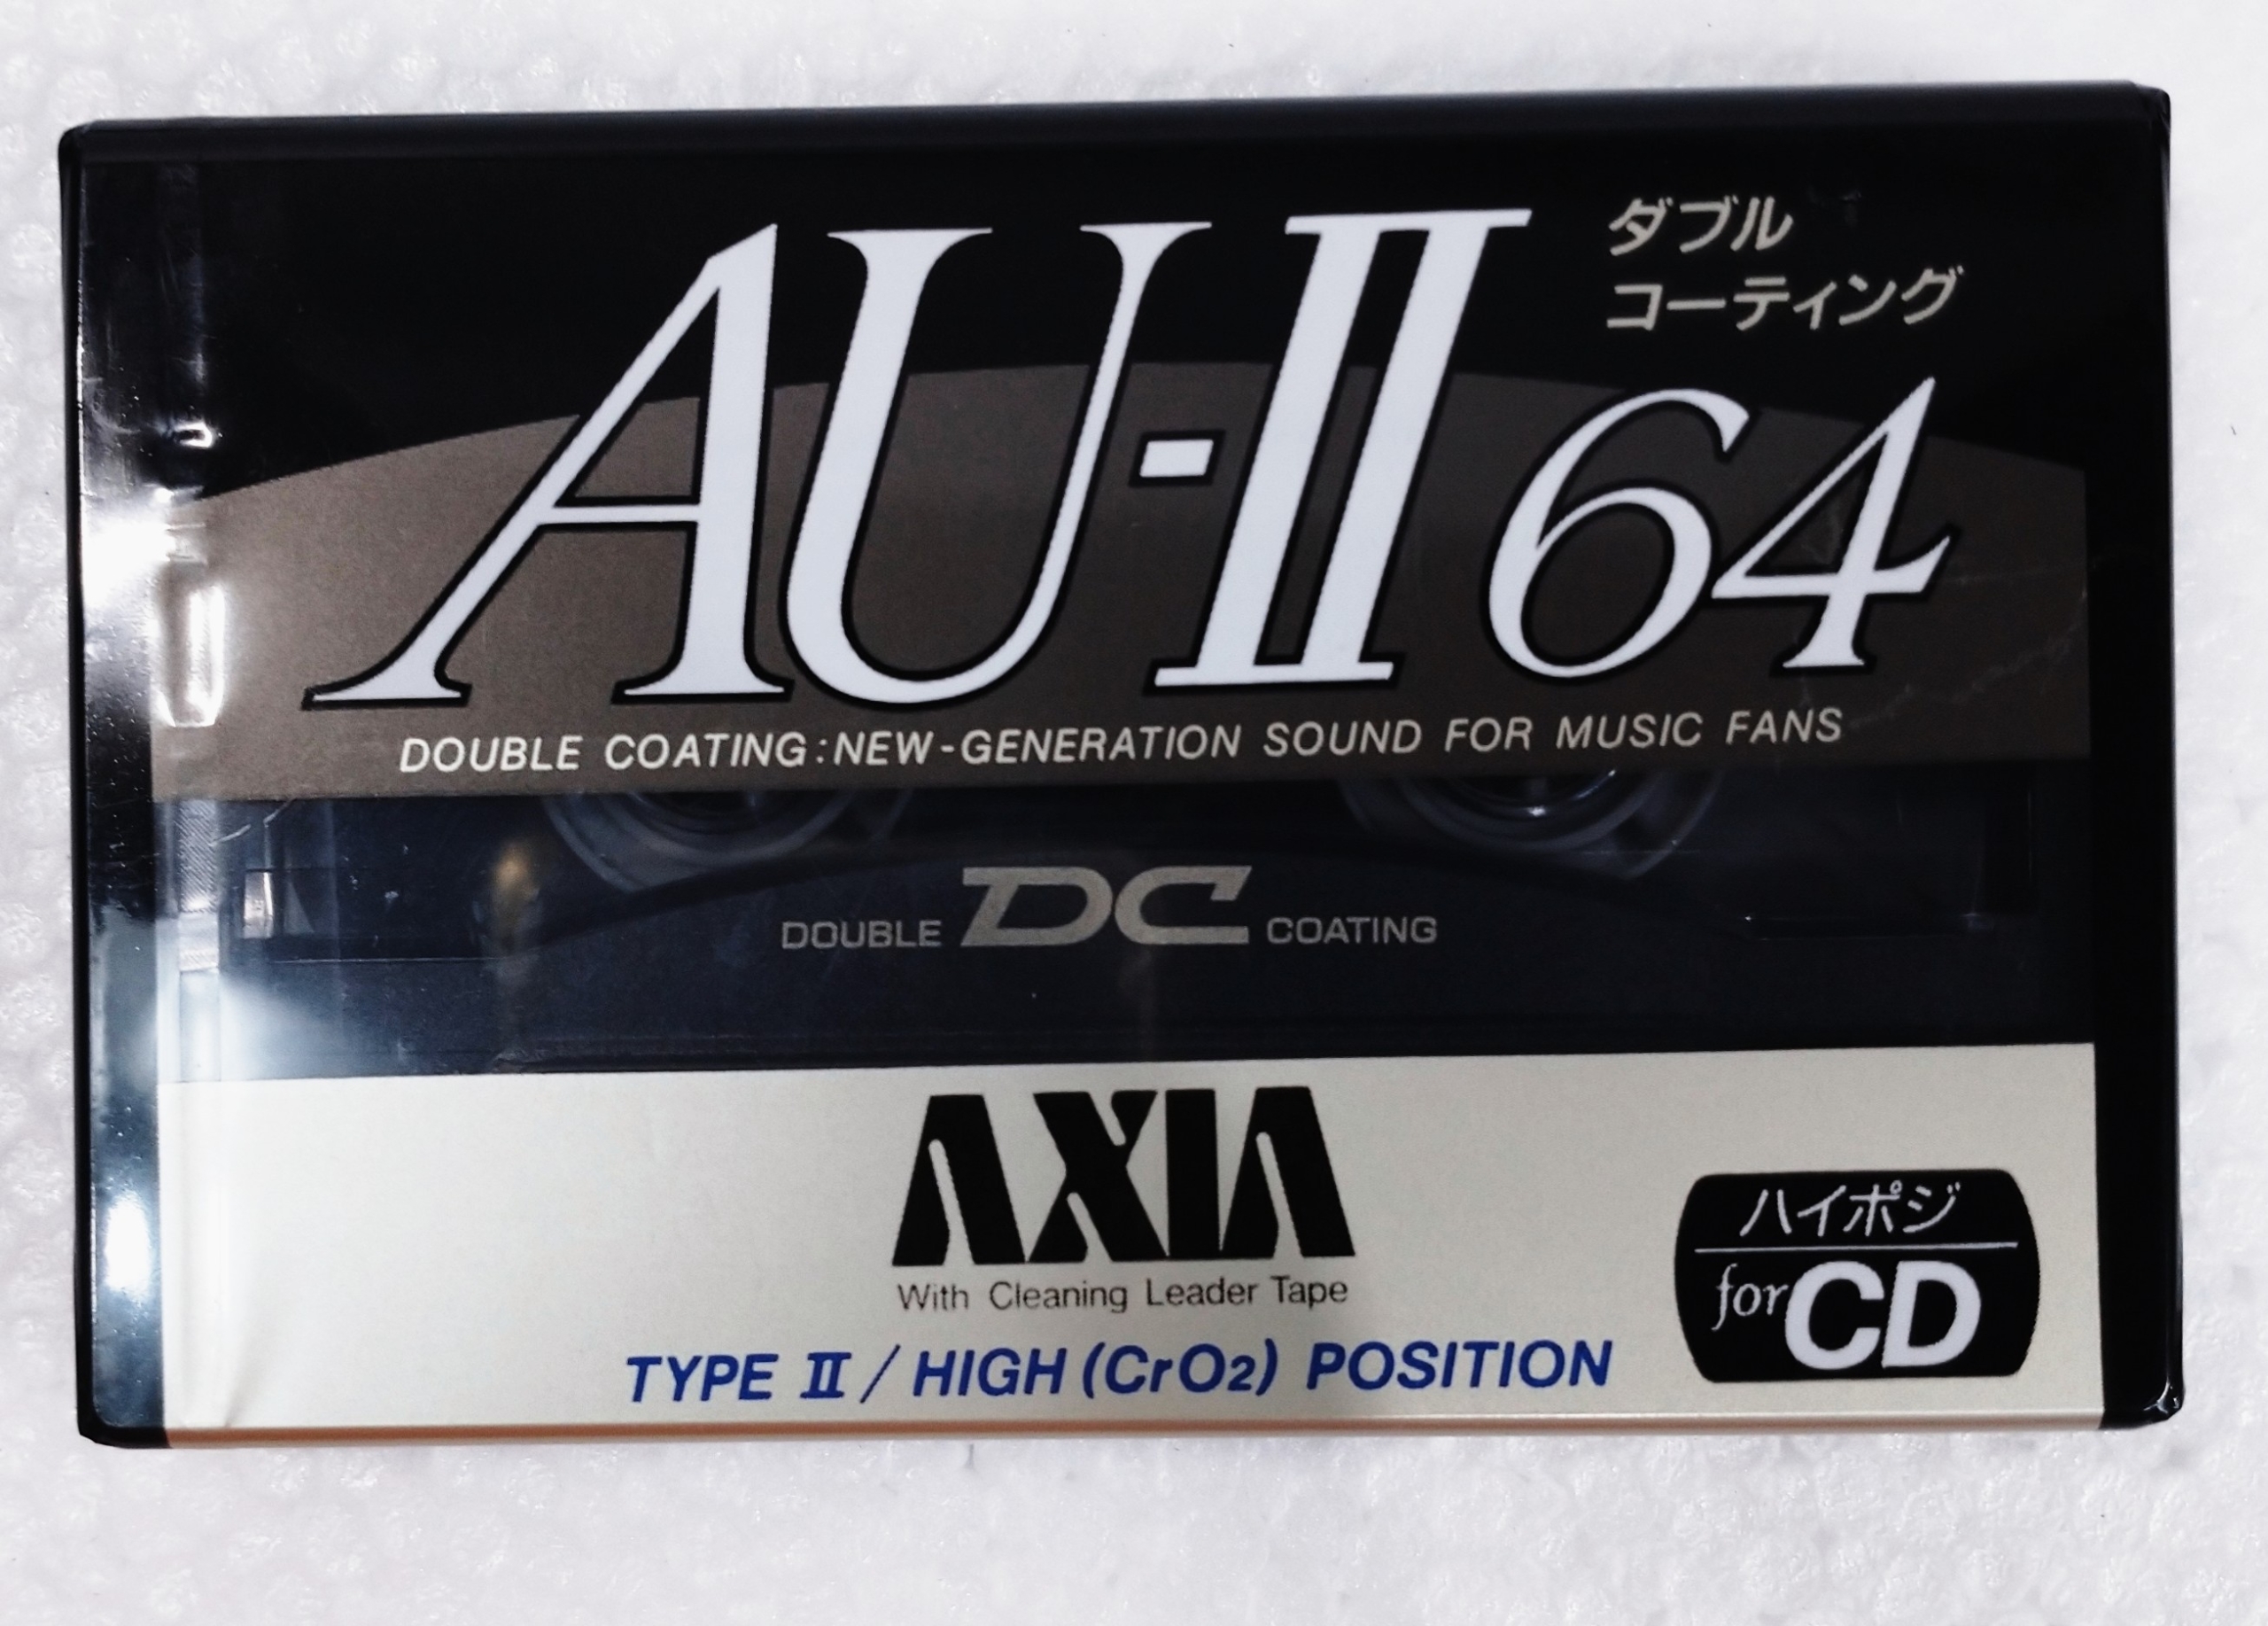 AU-II 64
ダブル
コーティング
DOUBLE COATING:NEW-GENERATION SOUND FOR MUSIC FANS
DOUBLE DC COATING
AXIA
With Cleaning Leader Tape
TYPE II / HIGH (CrO2) POSITION
ハイポジ
for CD